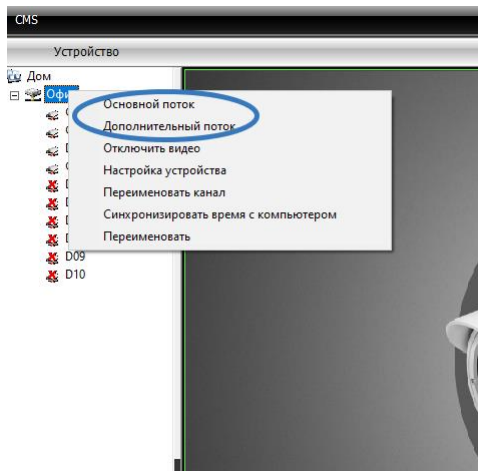 CMS
Устройство
Дом
Основной поток
Дополнительный поток
Отключить видео
Настройка устройства
Переименовать канал
Синхронизировать время с компьютером
Переименовать
D09
D10